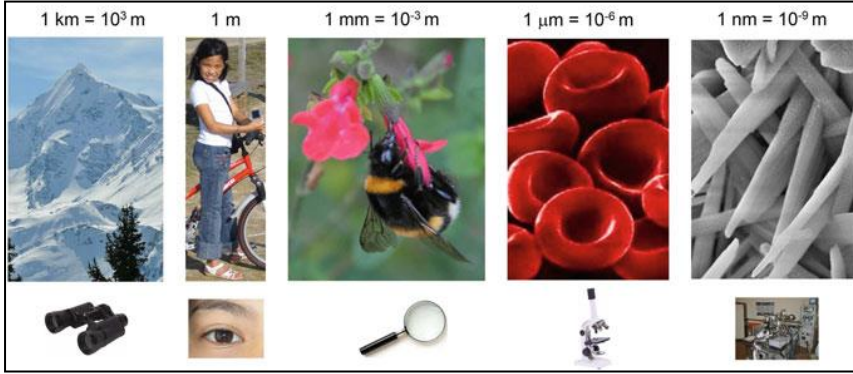 1 km = 10³ m
1 m
1 mm = 10⁻³ m
1 μm = 10⁻⁶ m
1 nm = 10⁻⁹ m